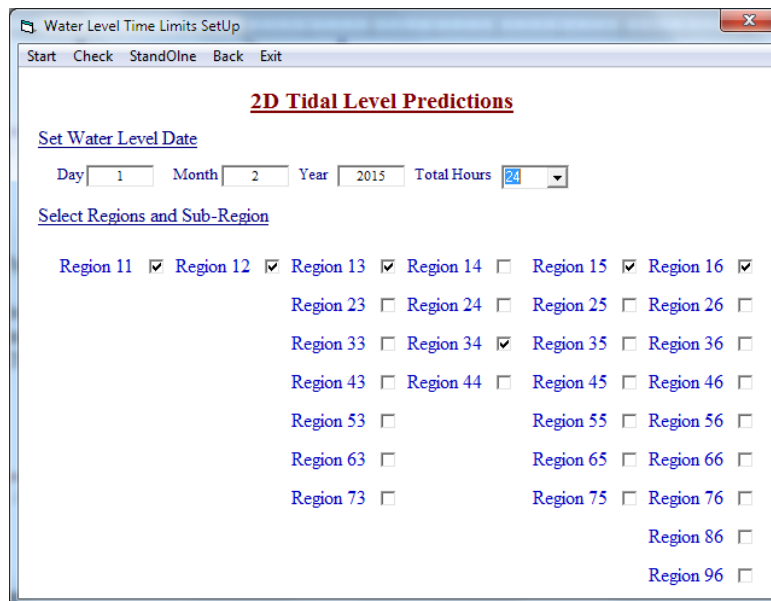 Water Level Time Limits SetUp
Start Check StandOlne Back Exit
2D Tidal Level Predictions
Set Water Level Date
Day 1 Month 2 Year 2015 Total Hours 24
Select Regions and Sub-Region
Region 11 Region 12 Region 13 Region 14 Region 15 Region 16
Region 23 Region 24 Region 25 Region 26
Region 33 Region 34 Region 35 Region 36
Region 43 Region 44 Region 45 Region 46
Region 53 Region 55 Region 56
Region 63 Region 65 Region 66
Region 73 Region 75 Region 76
Region 86
Region 96